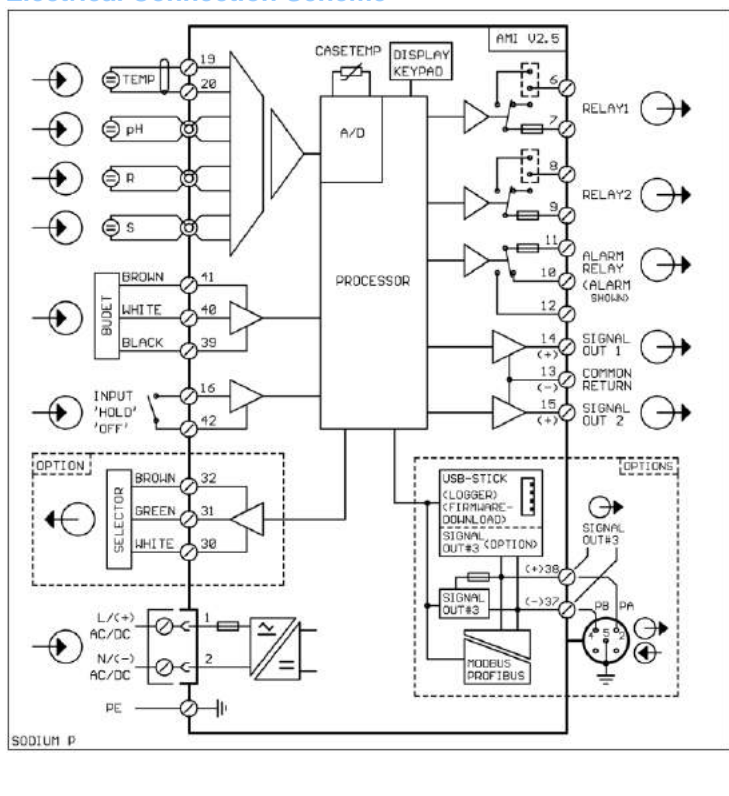 AMI V2.5
CASETEMP
DISPLAY
KEYPAD
19
TEMP
20
pH
R
S
A/D
PROCESSOR
6
RELAY1
7
8
RELAY2
9
11
ALARM
RELAY
10
(ALARM
SHOWN)
12
BUDET
BROWN
41
WHITE
40
BLACK
39
14
(+)
SIGNAL
OUT 1
13
(-)
COMMON
RETURN
15
(+)
SIGNAL
OUT 2
INPUT
'HOLD'
'OFF'
16
42
OPTION
SELECTOR
BROWN
32
GREEN
31
WHITE
30
OPTIONS
USB-STICK
(LOGGER)
(FIRMWARE-
DOWNLOAD)
SIGNAL
OUT#3 (OPTION)
SIGNAL
OUT#3
(+)38
(-)37
SIGNAL
OUT#3
PB PA
4
5
2
MODBUS
PROFIBUS
L/(+)
AC/DC
1
N/(-)
AC/DC
2
PE
SODIUM P